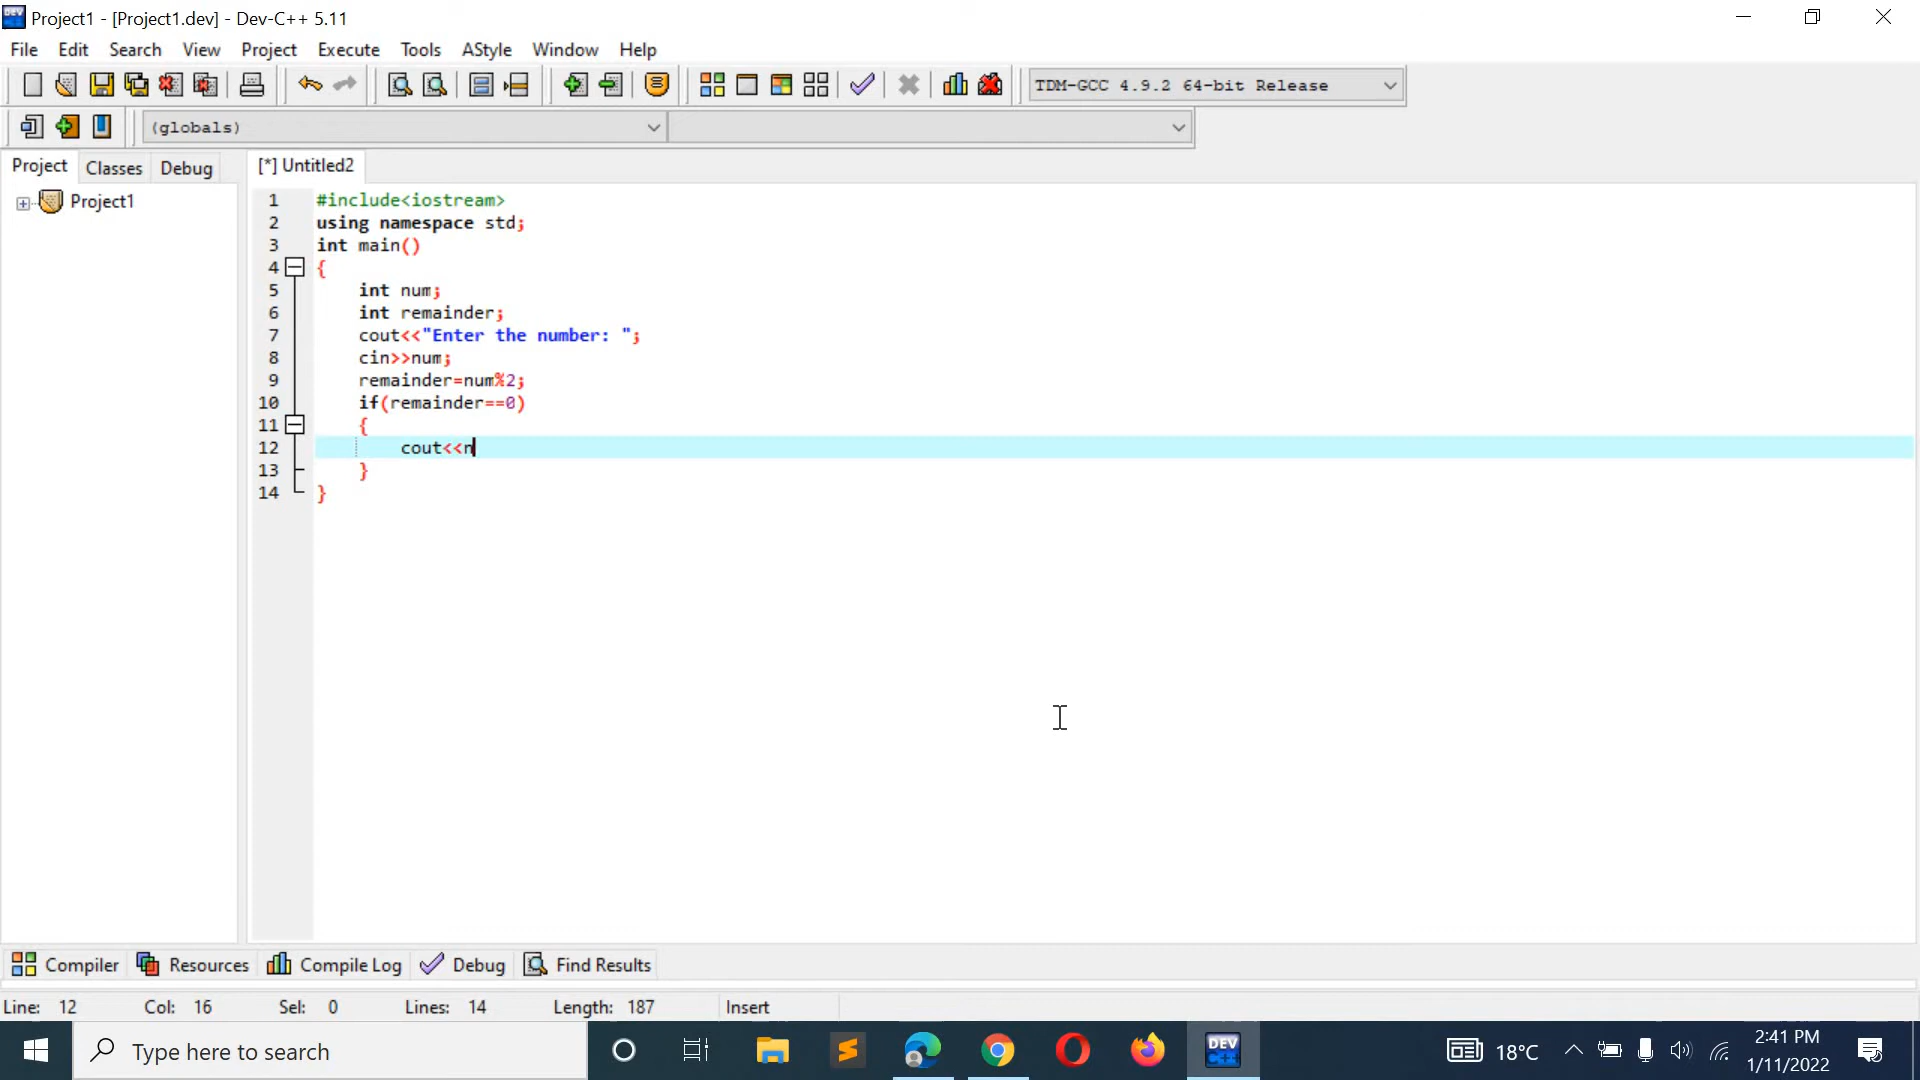 Project1 - [Project1.dev] - Dev-C++ 5.11
File Edit Search View Project Execute Tools AStyle Window Help
TDM-GCC 4.9.2 64-bit Release
(globals)
Project Classes Debug [*] Untitled2
Project1
1 #include<iostream>
2 using namespace std;
3 int main()
4 {
5 int num;
6 int remainder;
7 cout<<"Enter the number: ";
8 cin>>num;
9 remainder=num%2;
10 if(remainder==0)
11 {
12 cout<<n
13 }
14 }
Compiler Resources Compile Log Debug Find Results
Line: 12 Col: 16 Sel: 0 Lines: 14 Length: 187 Insert
Type here to search
DEV C++
18°C
2:41 PM
1/11/2022